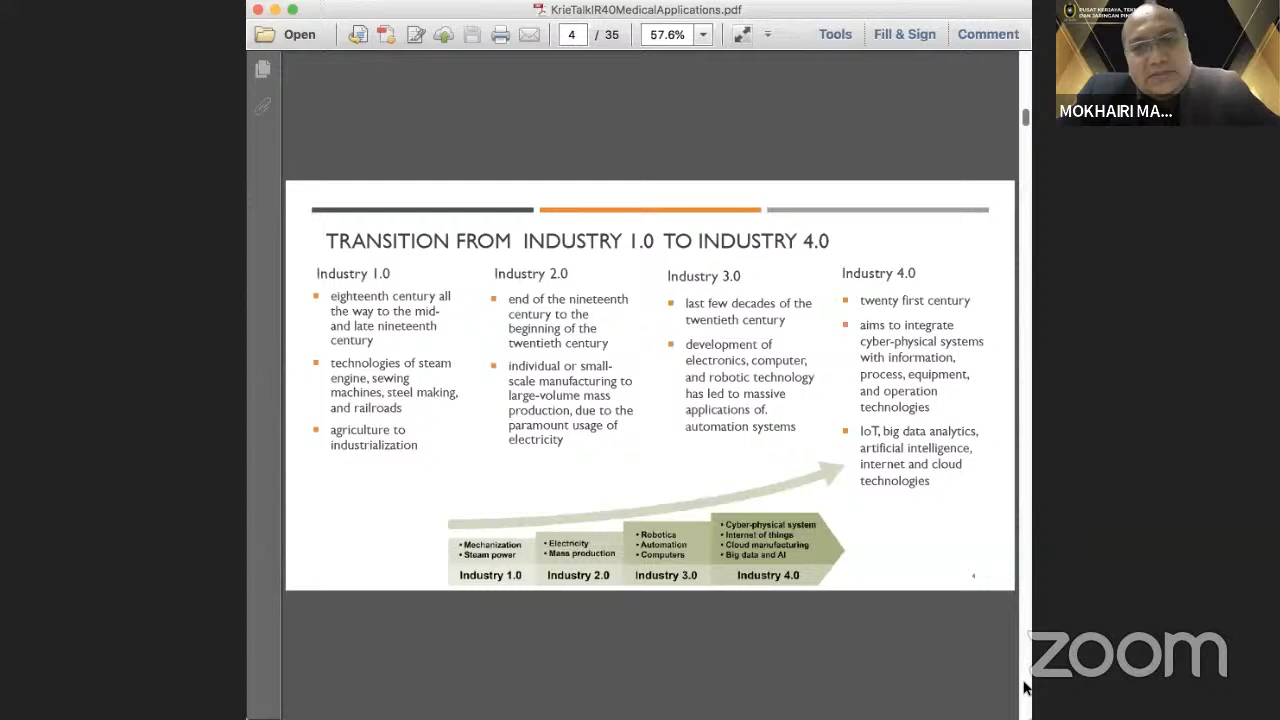 KrieTalkIR40MedicalApplications.pdf
Open
4 / 35
57.6%
Tools
Fill & Sign
Comment
PUSAT KERJAYA,
DAN JARINGAN
MOKHAIRI MA...
TRANSITION FROM INDUSTRY 1.0 TO INDUSTRY 4.0
Industry 1.0
eighteenth century all
the way to the mid-
and late nineteenth
century
technologies of steam
engine, sewing
machines, steel making,
and railroads
agriculture to
industrialization
Industry 2.0
end of the nineteenth
century to the
beginning of the
twentieth century
individual or small-
scale manufacturing to
large-volume mass
production, due to the
paramount usage of
electricity
Industry 3.0
last few decades of the
twentieth century
development of
electronics, computer,
and robotic technology
has led to massive
applications of.
automation systems
Industry 4.0
twenty first century
aims to integrate
cyber-physical systems
with information,
process, equipment,
and operation
technologies
IoT, big data analytics,
artificial intelligence,
internet and cloud
technologies
• Mechanization
• Steam power
Industry 1.0
• Electricity
• Mass production
Industry 2.0
• Robotics
• Automation
• Computers
Industry 3.0
• Cyber-physical system
• Internet of things
• Cloud manufacturing
• Big data and AI
Industry 4.0
4
zoom